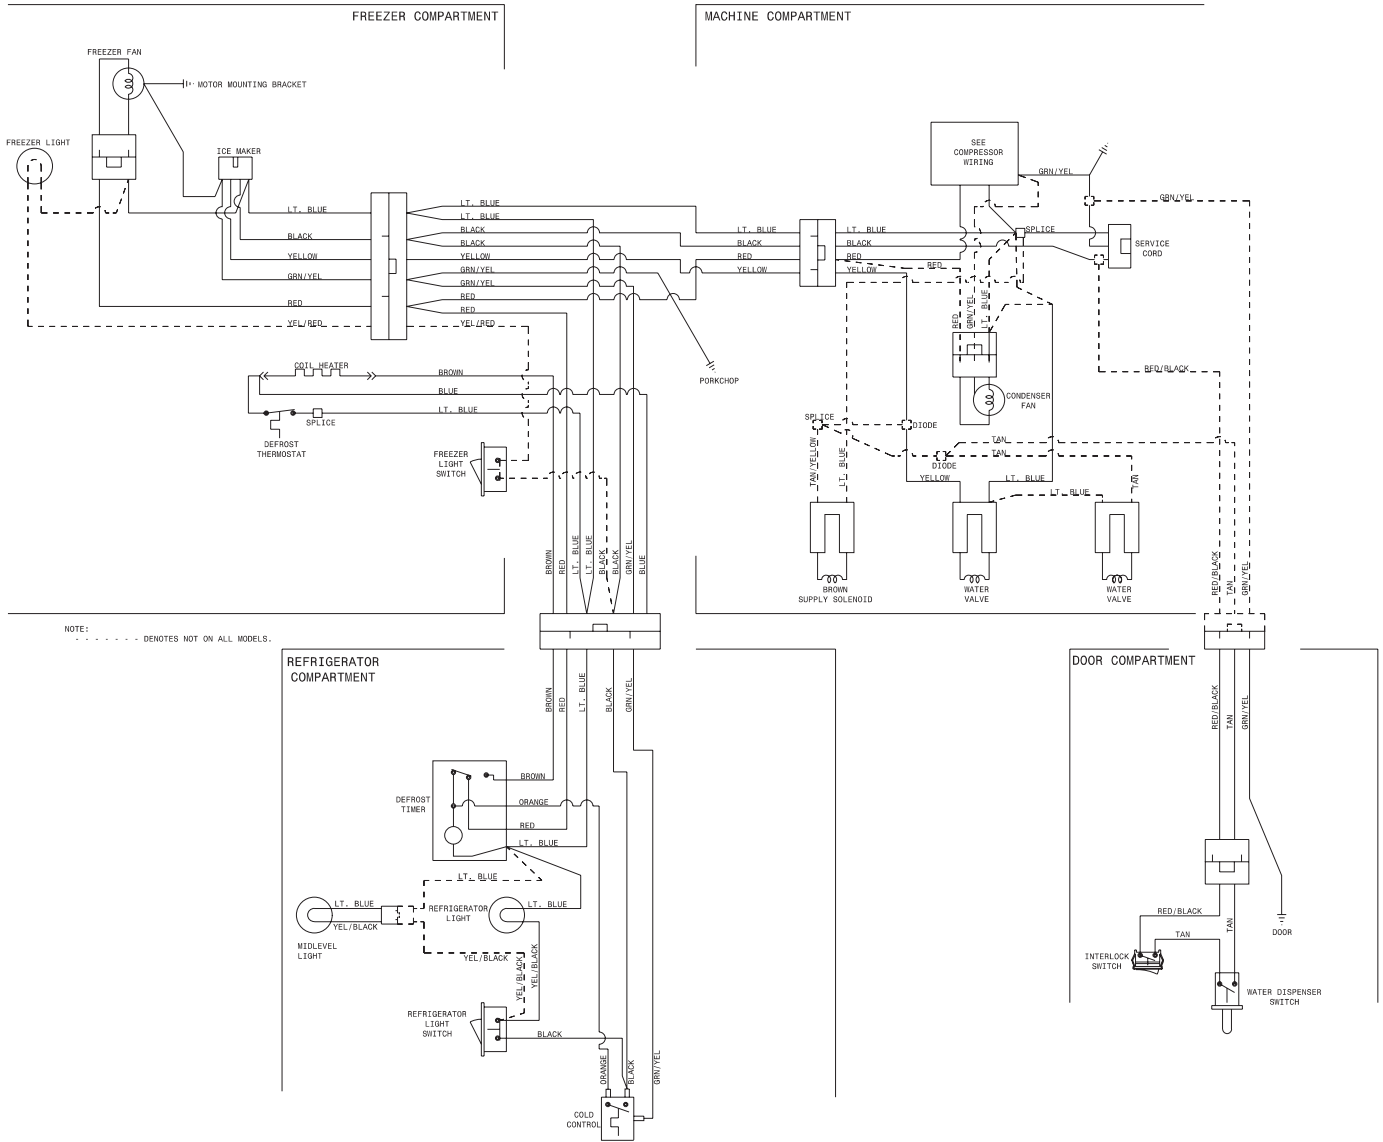 FREEZER COMPARTMENT
MACHINE COMPARTMENT
FREEZER FAN
MOTOR MOUNTING BRACKET
FREEZER LIGHT
ICE MAKER
SEE
COMPRESSOR
WIRING
GRN/YEL
GRN/YEL
LT. BLUE
BLACK
YELLOW
GRN/YEL
RED
YEL/RED
LT. BLUE
LT. BLUE
BLACK
BLACK
YELLOW
GRN/YEL
GRN/YEL
RED
RED
YEL/RED
LT. BLUE
BLACK
RED
YELLOW
LT. BLUE
BLACK
RED
YELLOW
RED
SPLICE
SERVICE
CORD
RED
GRN/YEL
LT. BLUE
PORKCHOP
RED/BLACK
COIL HEATER
BROWN
BLUE
LT. BLUE
SPLICE
DEFROST
THERMOSTAT
FREEZER
LIGHT
SWITCH
CONDENSER
FAN
SPLICE
DIODE
TAN
TAN
DIODE
TAN/YELLOW
LT. BLUE
YELLOW
LT. BLUE
LT. BLUE
TAN
BROWN
RED
LT. BLUE
LT. BLUE
BLACK
BLACK
GRN/YEL
BLUE
BROWN
SUPPLY SOLENOID
WATER
VALVE
WATER
VALVE
RED/BLACK
TAN
GRN/YEL
NOTE:
- - - - - - - DENOTES NOT ON ALL MODELS.
REFRIGERATOR
COMPARTMENT
DOOR COMPARTMENT
BROWN
RED
LT. BLUE
BLACK
GRN/YEL
RED/BLACK
TAN
GRN/YEL
DEFROST
TIMER
BROWN
ORANGE
RED
LT. BLUE
LT. BLUE
LT. BLUE
YEL/BLACK
MIDLEVEL
LIGHT
REFRIGERATOR
LIGHT
LT. BLUE
YEL/BLACK
YEL/BLACK
YEL/BLACK
REFRIGERATOR
LIGHT
SWITCH
BLACK
ORANGE
BLACK
GRN/YEL
COLD
CONTROL
RED/BLACK
TAN
TAN
DOOR
INTERLOCK
SWITCH
WATER DISPENSER
SWITCH